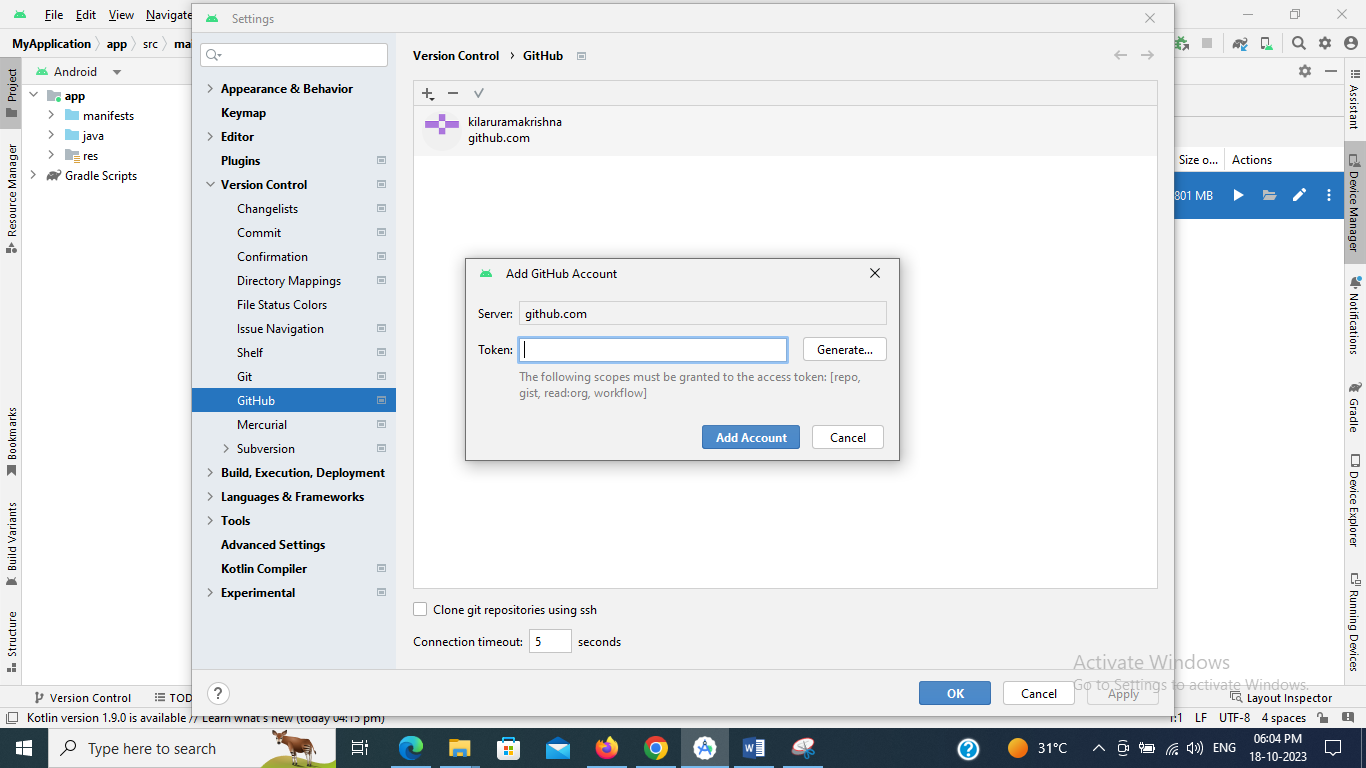 File Edit View Navigate
Settings
MyApplication app src ma
Version Control GitHub
Android
Project
Resource Manager
Bookmarks
Build Variants
Structure
app
manifests
java
res
Gradle Scripts
Appearance & Behavior
Keymap
Editor
Plugins
Version Control
Changelists
Commit
Confirmation
Directory Mappings
File Status Colors
Issue Navigation
Shelf
Git
GitHub
Mercurial
Subversion
Build, Execution, Deployment
Languages & Frameworks
Tools
Advanced Settings
Kotlin Compiler
Experimental
kilaruramakrishna
github.com
Add GitHub Account
Server: github.com
Token:
Generate...
The following scopes must be granted to the access token: [repo,
gist, read:org, workflow]
Add Account Cancel
Clone git repositories using ssh
Connection timeout: 5 seconds
? OK Cancel Apply
Size o... Actions
801 MB
Assistant
Device Manager
Notifications
Gradle
Device Explorer
Running Devices
Activate Windows
Go to Settings to activate Windows.
Version Control TOD
Layout Inspector
Kotlin version 1.9.0 is available // Learn what's new (today 04:15 pm)
1:1 LF UTF-8 4 spaces
Type here to search
31°C ENG
06:04 PM
18-10-2023